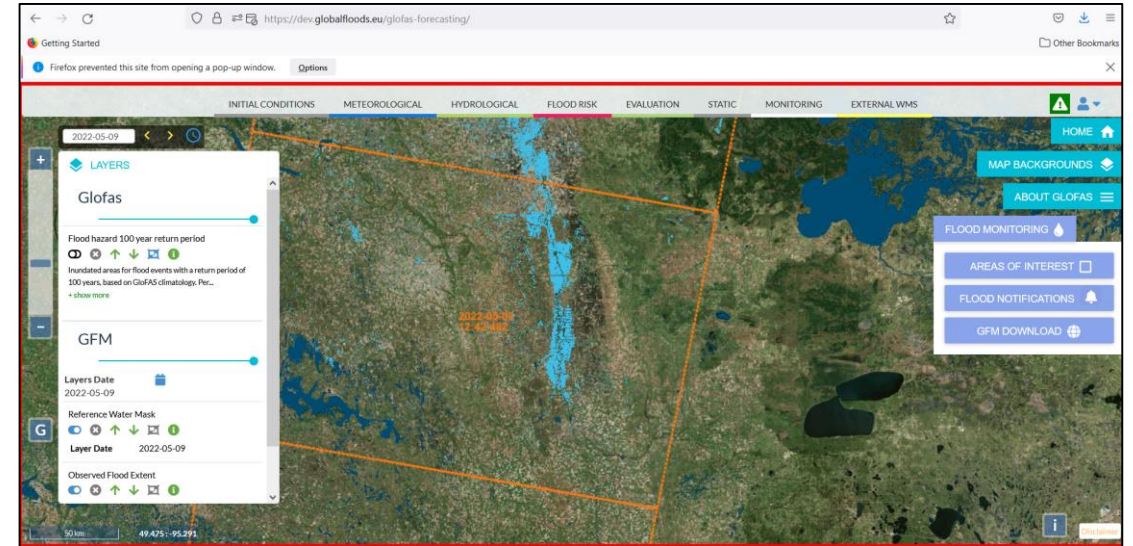 https://dev.globalfloods.eu/glofas-forecasting/
Getting Started
Other Bookmarks
Firefox prevented this site from opening a pop-up window. Options
INITIAL CONDITIONS METEOROLOGICAL HYDROLOGICAL FLOOD RISK EVALUATION STATIC MONITORING EXTERNAL WMS
2022-05-09
HOME
+
LAYERS
MAP BACKGROUNDS
Glofas
ABOUT GLOFAS
FLOOD MONITORING
Flood hazard 100 year return period
Inundated areas for flood events with a return period of
100 years, based on GloFAS climatology. Per...
+ show more
AREAS OF INTEREST
FLOOD NOTIFICATIONS
GFM DOWNLOAD
-
GFM
Layers Date
2022-05-09
Reference Water Mask
G
Layer Date 2022-05-09
Observed Flood Extent
50 km 49.475 : -95.291
i
Disclaimer